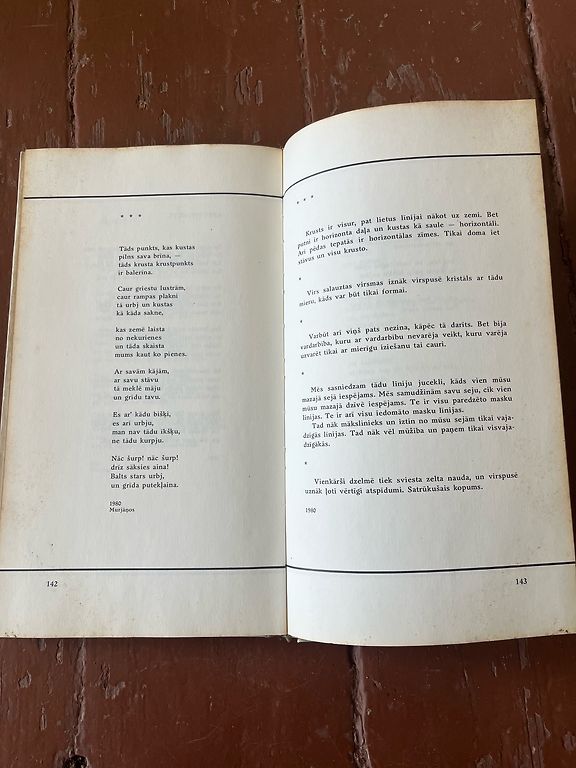 * * *
Tāds punkts, kas kustas
pilns sava brīna, —
tāds krusta krustpunkts
ir balerīna.
Caur griestu lustrām,
caur rampas plakni
tā urbj un kustas
kā kāda sakne,
kas zemē laista
no nekurienes
un tāda skaista
mums kaut ko pienes.
Ar savām kājām,
ar savu stāvu
tā meklē māju
un grīdu tavu.
Es ar' kādu bišķi,
es arī urbju,
man nav tādu īkšķu,
ne tādu kurpju.
Nāc šurp! nāc šurp!
drīz sāksies aina!
Balts stars urbj,
un grīda putekļaina.
1980
Murjāņos
142
* * *
Krusts ir visur, pat lietus līnijai nākot uz zemi. Bet
putni ir horizonta daļa un kustas kā saule — horizontāli.
Arī pēdas tepatās ir horizontālas zīmes. Tikai doma iet
stāvus un visu krusto.
*
Virs salauztas virsmas iznāk virspusē kristāls ar tādu
mieru, kāds var būt tikai formai.
*
Varbūt arī viņš pats nezina, kāpēc tā darīts. Bet bija
vardarbība, kuru ar vardarbību nevarēja veikt, kuru varēja
uzvarēt tikai ar mierīgu iziešanu tai cauri.
*
Mēs sasniedzam tādu līniju jucekli, kāds vien mūsu
mazajā sejā iespējams. Mēs samudžinām savu seju, cik vien
mūsu mazajā dzīvē iespējams. Te ir visu paredzēto masku
līnijas. Te ir arī visu iedomāto masku līnijas.
Tad nāk mākslinieks un iztin no mūsu sejām tikai vajadzīgās
dzīgās līnijas. Tad nāk vēl mūžība un paņem tikai visvaja-
dzīgākās.
*
Vienkārši dzelmē tiek sviesta zelta nauda, un virspusē
uznāk ļoti vērtīgi atspīdumi. Satrūkušais kopums.
1980
143